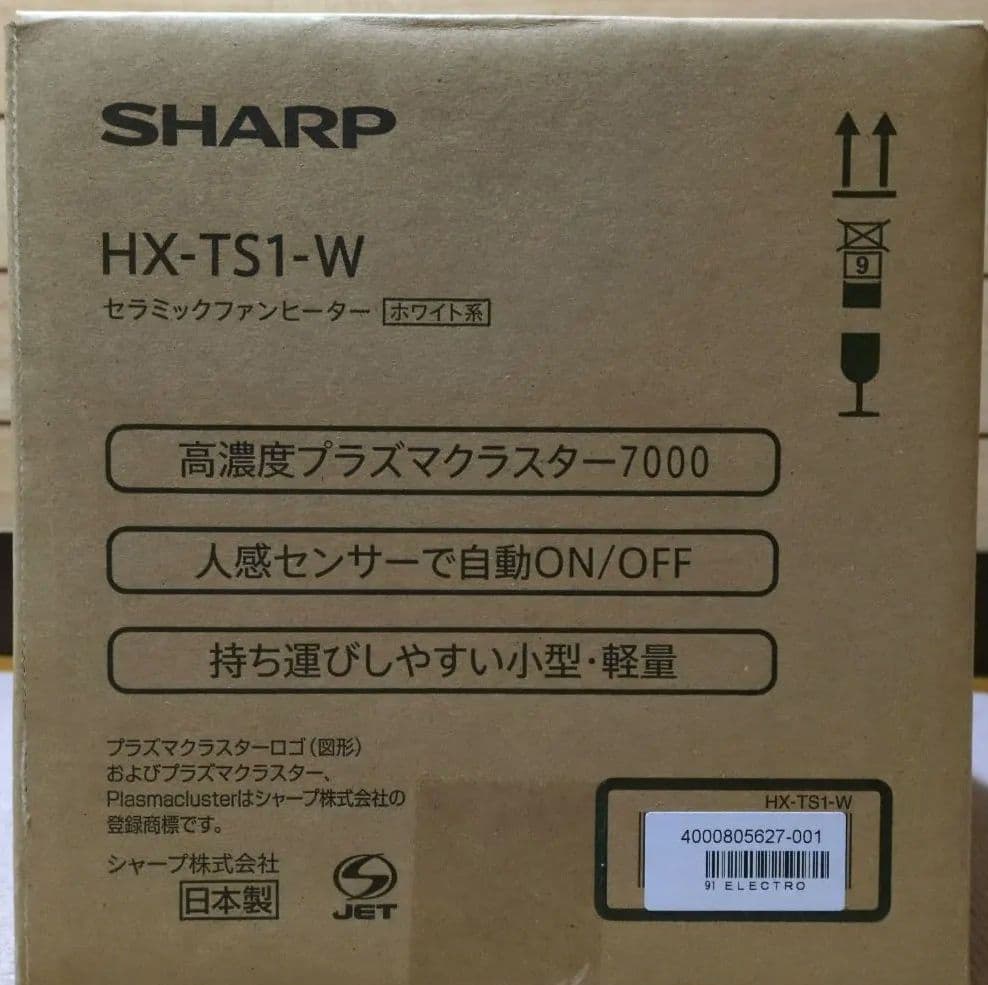 SHARP
HX-TS1-W
セラミックファンヒーター ホワイト系
9
高濃度プラズマクラスター7000
人感センサーで自動ON/OFF
持ち運びしやすい小型・軽量
プラズマクラスターロゴ(図形)
およびプラズマクラスター、
Plasmaclusterはシャープ株式会社の
登録商標です。
シャープ株式会社
日本製
JET
HX-TS1-W
4000805627-001
91 ELECTRO